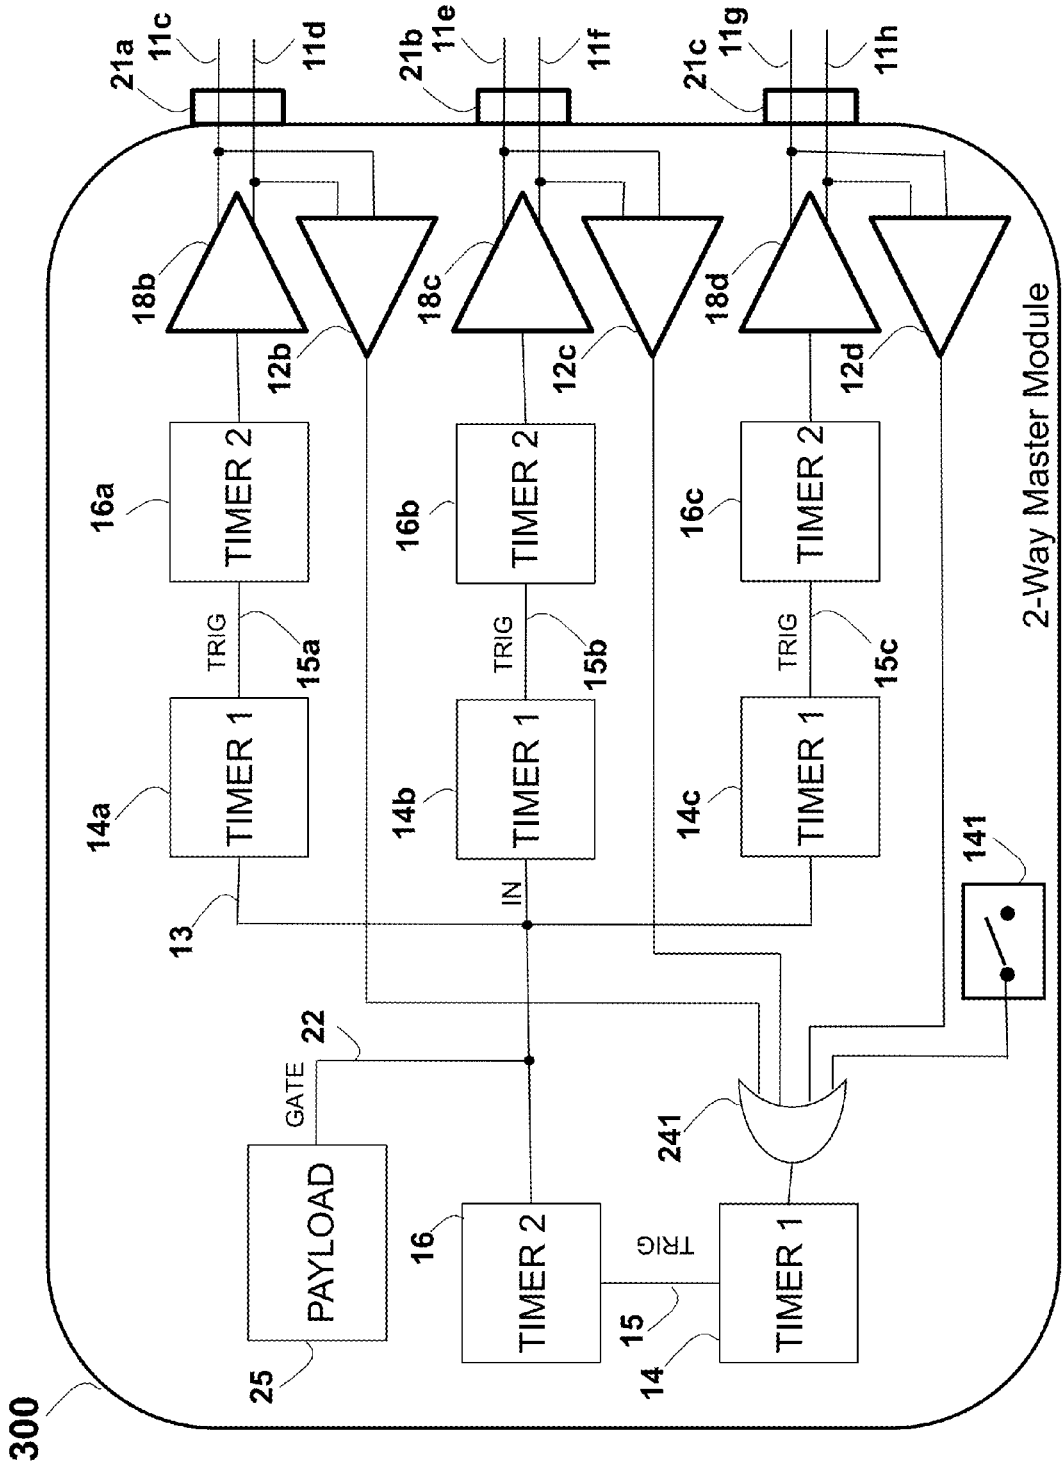 300
21a
11c
11d
21b
11e
11f
21c
11g
11h
18b
12b
18c
12c
18d
12d
16a
TIMER 2
16b
TIMER 2
16c
TIMER 2
TRIG
15a
TRIG
15b
TRIG
15c
14a
TIMER 1
14b
TIMER 1
14c
TIMER 1
13
IN
141
22
GATE
241
PAYLOAD
25
16
TIMER 2
TRIG
15
14
TIMER 1
2-Way Master Module